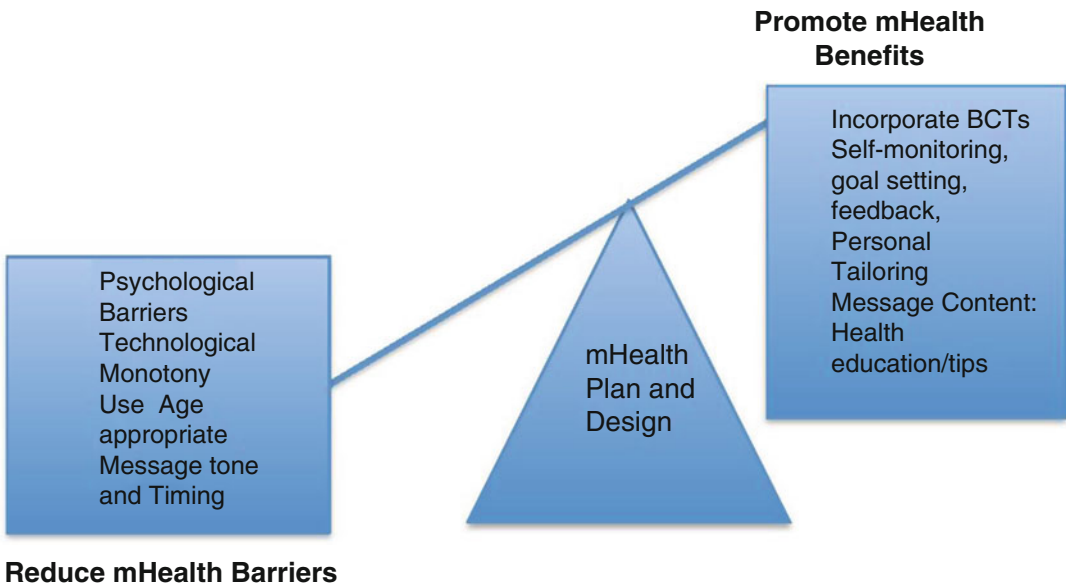 Promote mHealth
Benefits
Incorporate BCTs
Self-monitoring,
goal setting,
feedback,
Personal
Tailoring
Message Content:
Health
education/tips
Psychological
Barriers
Technological
Monotony
Use Age
appropriate
Message tone
and Timing
mHealth
Plan and
Design
Reduce mHealth Barriers